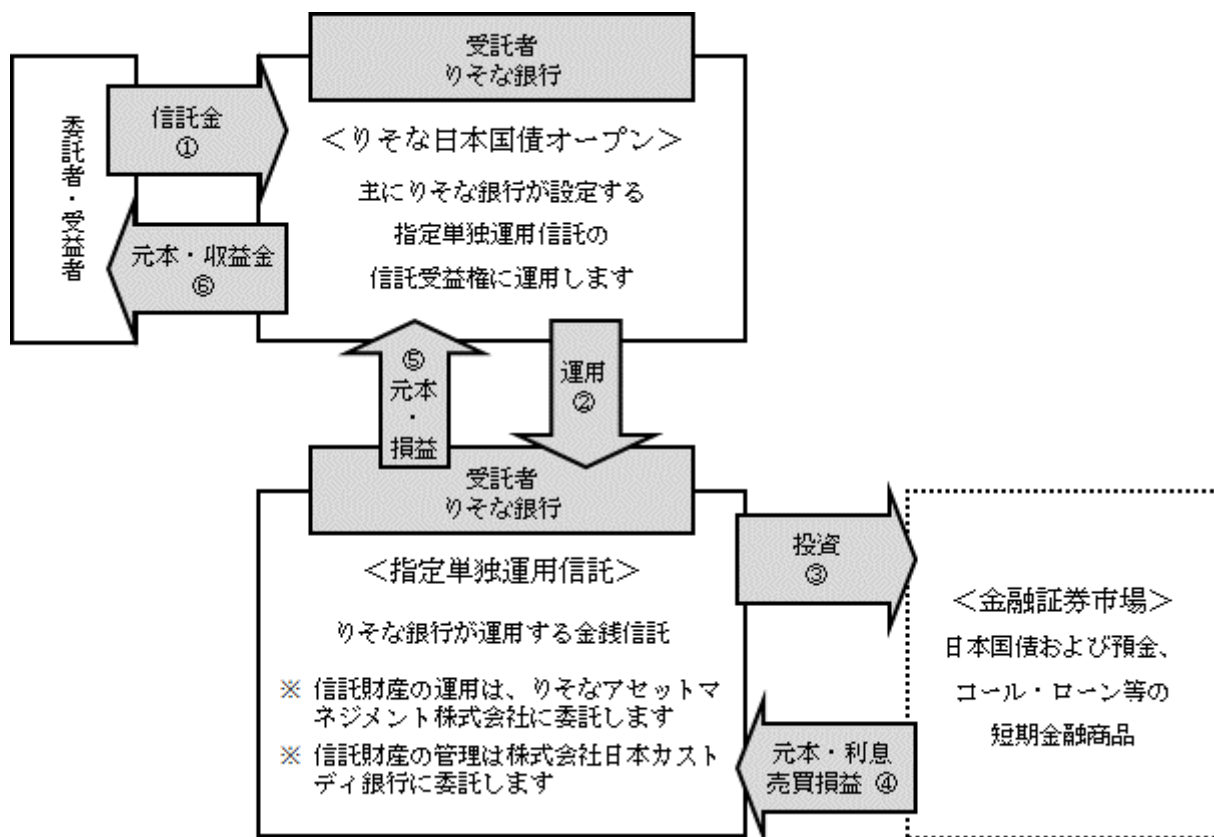 委託者・受益者
信託金
①
元本・収益金
⑥
受託者
りそな銀行
＜りそな日本国債オープン＞
主にりそな銀行が設定する
指定単独運用信託の
信託受益権に運用します
⑤
元本
・
損益
運用
②
受託者
りそな銀行
＜指定単独運用信託＞
りそな銀行が運用する金銭信託
※ 信託財産の運用は、りそなアセットマ
ネジメント株式会社に委託します
※ 信託財産の管理は株式会社日本カスト
ディ銀行に委託します
投資
③
元本・利息
売買損益 ④
＜金融証券市場＞
日本国債および預金、
コール・ローン等の
短期金融商品